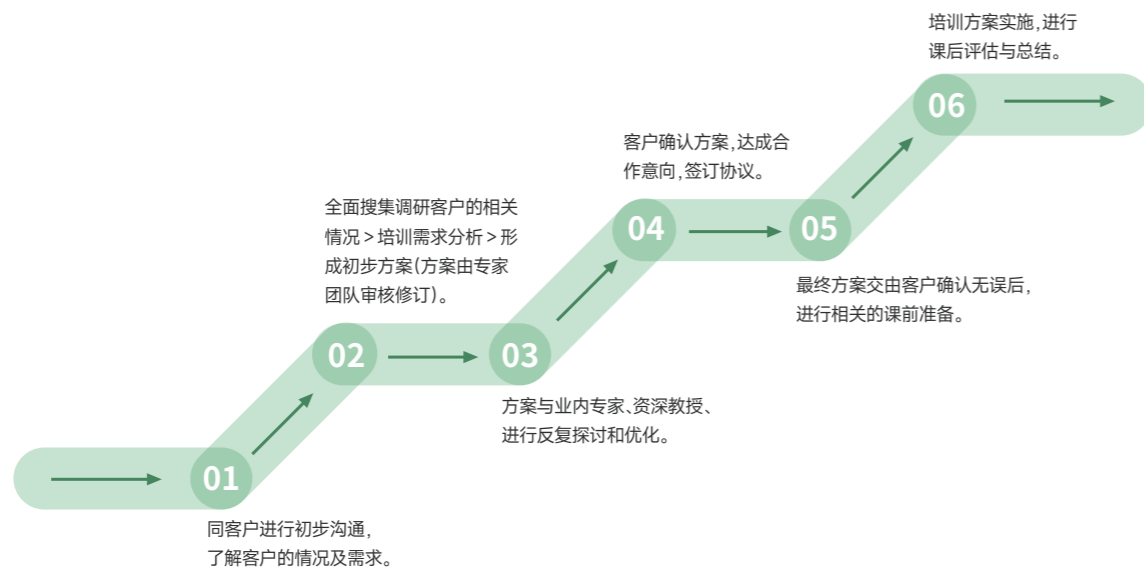 01
同客户进行初步沟通，
了解客户的情况及需求。
02
全面搜集调研客户的相关
情况 > 培训需求分析 > 形
成初步方案(方案由专家
团队审核修订)。
03
方案与业内专家、资深教授、
进行反复探讨和优化。
04
客户确认方案，达成合
作意向，签订协议。
05
最终方案交由客户确认无误后，
进行相关的课前准备。
06
培训方案实施，进行
课后评估与总结。